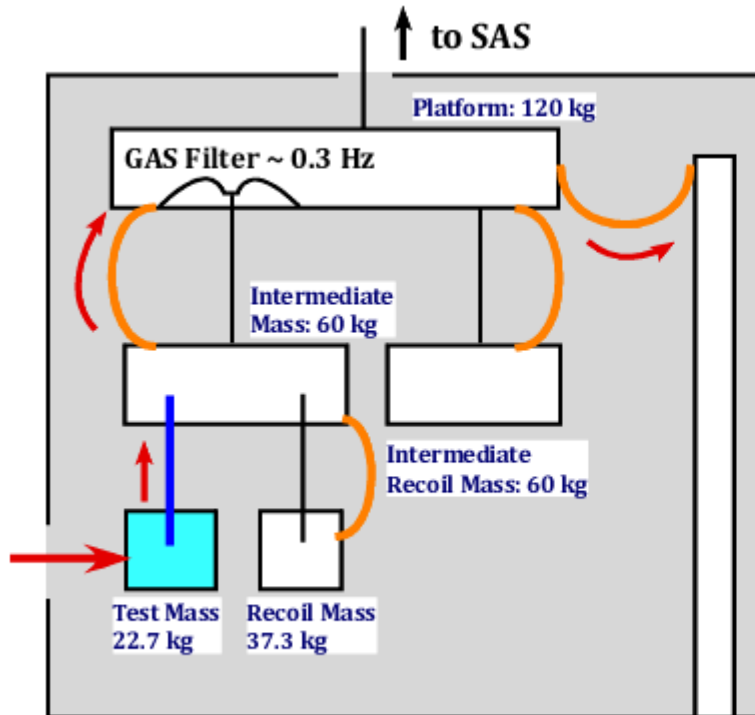 to SAS
Platform: 120 kg
GAS Filter ~ 0.3 Hz
Intermediate
Mass: 60 kg
Intermediate
Recoil Mass: 60 kg
Test Mass
22.7 kg
Recoil Mass
37.3 kg